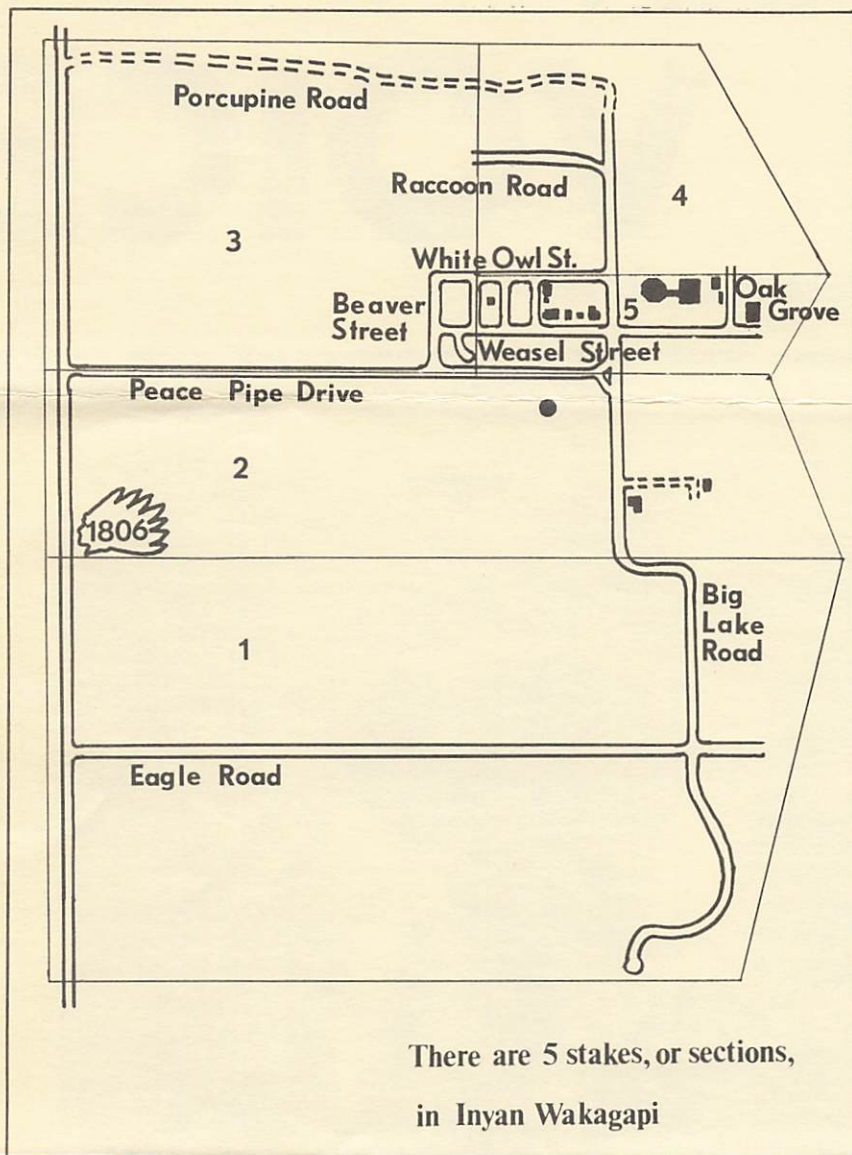 Porcupine Road
Raccoon Road
4
3
White Owl St.
Beaver
Street
5
Oak
Grove
Weasel Street
Peace Pipe Drive
2
1806
Big
Lake
Road
1
Eagle Road
There are 5 stakes, or sections,
in Inyan Wakagapi